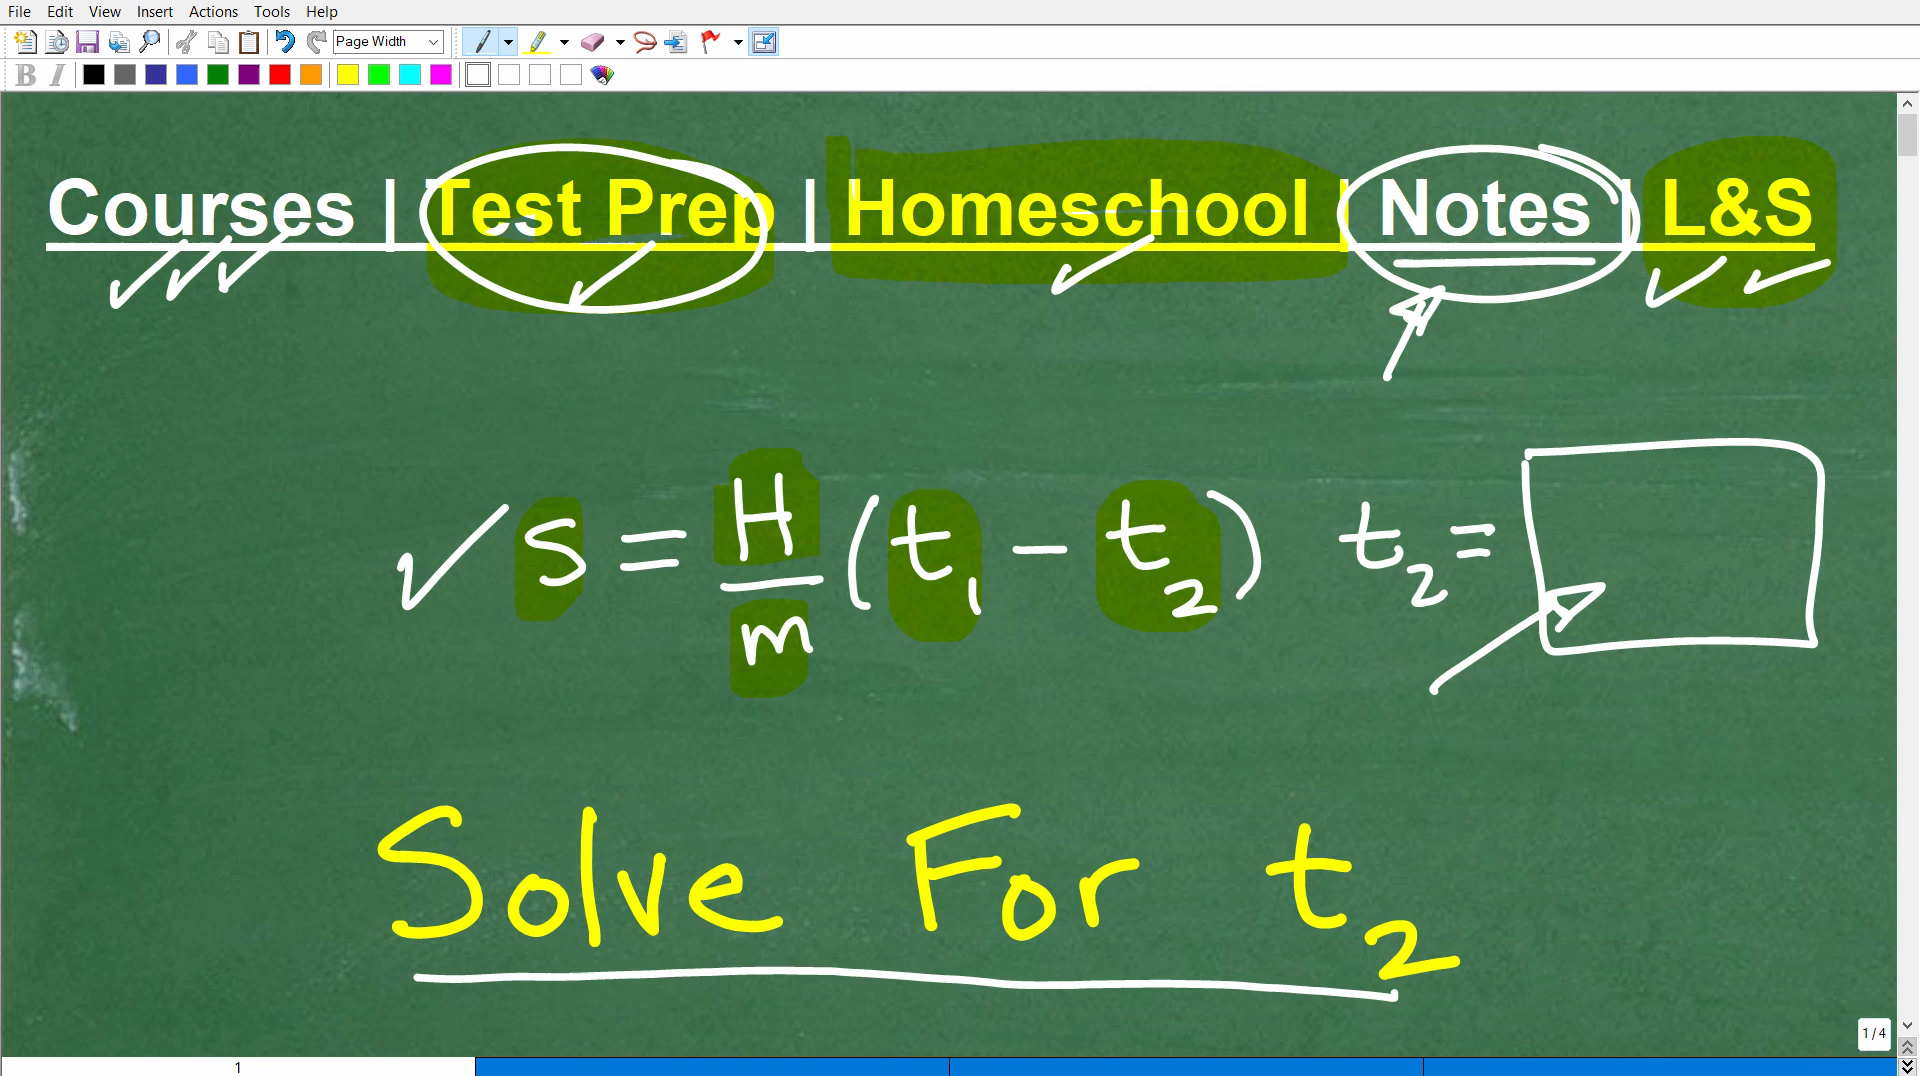 File Edit View Insert Actions Tools Help
Page Width
B I
Courses | Test Prep | Homeschool | Notes | L&S
s = H/m (t₁ - t₂) t₂ =
Solve For t₂
1 / 4
1